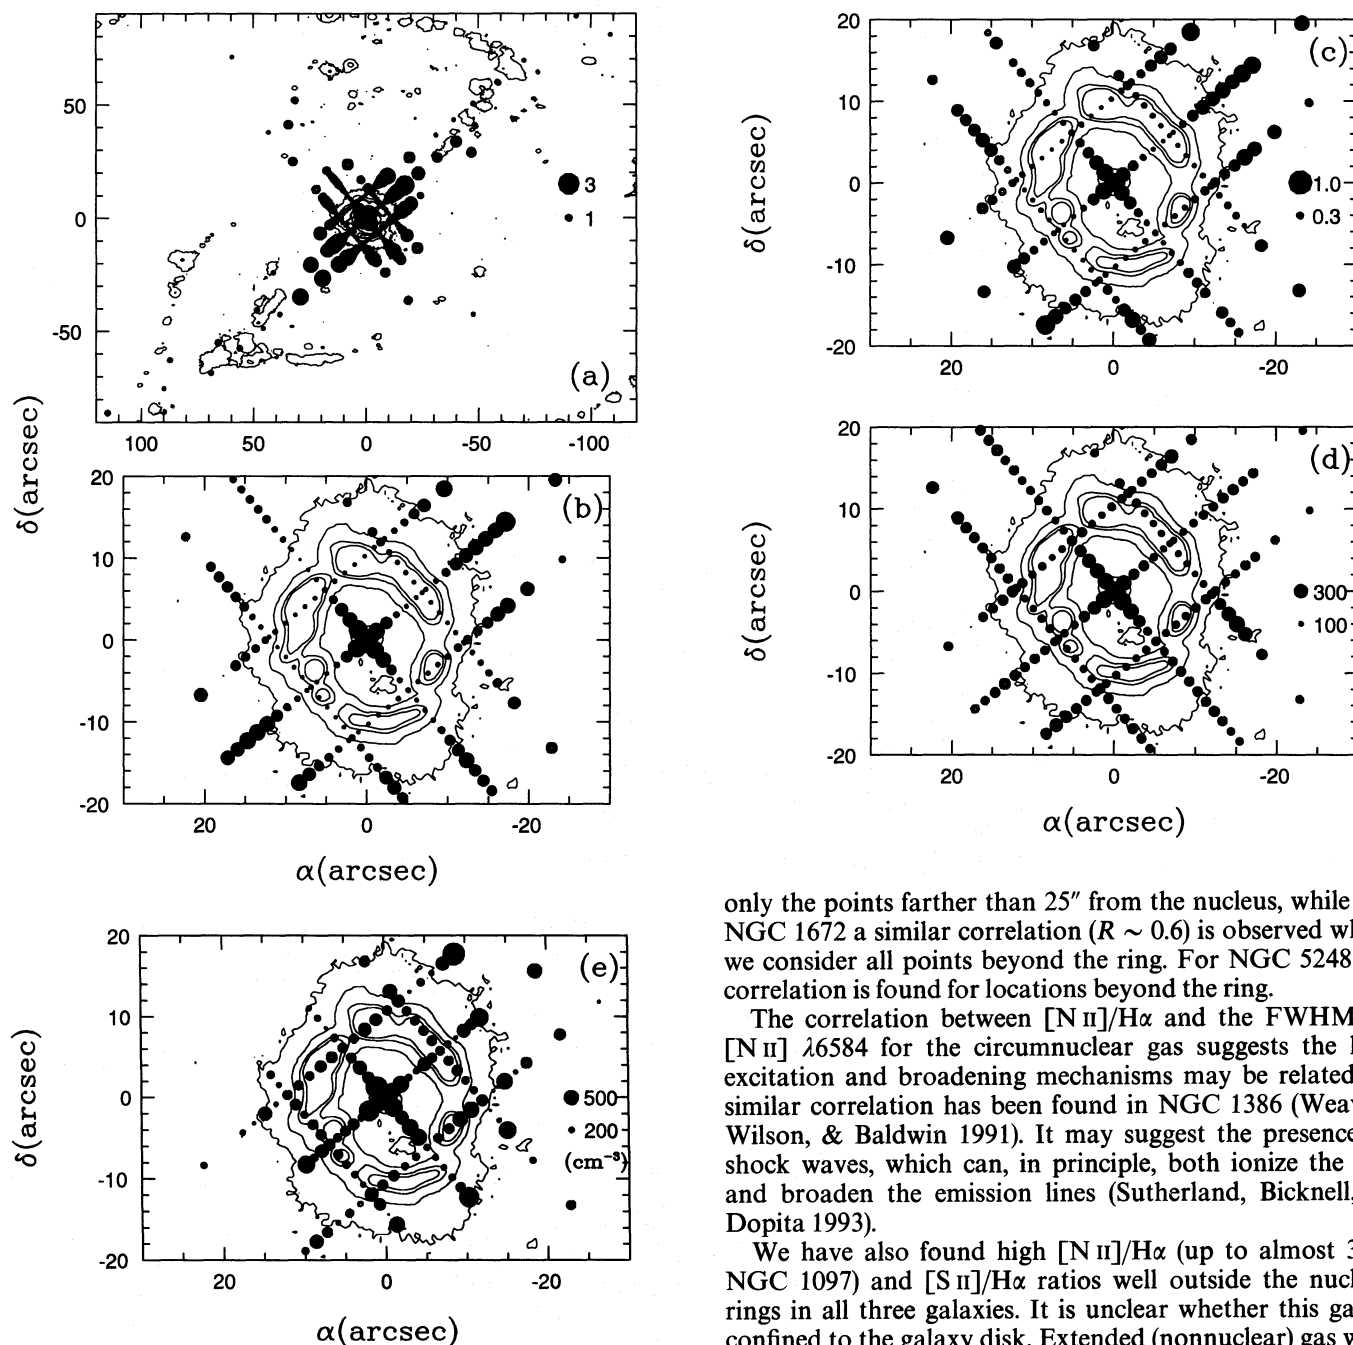 50
0
-50
δ(arcsec)
3
1
(a)
100 50 0 -50 -100
20
10
0
-10
-20
(b)
20 0 -20
α(arcsec)
20
10
0
-10
-20
δ(arcsec)
(c)
1.0
0.3
20 0 -20
20
10
0
-10
-20
δ(arcsec)
(d)
300
100
20 0 -20
α(arcsec)
20
10
0
-10
-20
δ(arcsec)
(e)
500
200
(cm⁻³)
20 0 -20
α(arcsec)
only the points farther than 25″ from the nucleus, while
NGC 1672 a similar correlation (R ∼ 0.6) is observed
we consider all points beyond the ring. For NGC 5248
correlation is found for locations beyond the ring.
The correlation between [N II]/Hα and the FWHM
[N II] λ6584 for the circumnuclear gas suggests the
excitation and broadening mechanisms may be related
similar correlation has been found in NGC 1386
Wilson, & Baldwin 1991). It may suggest the presence
shock waves, which can, in principle, both ionize the
and broaden the emission lines (Sutherland, Bicknell,
Dopita 1993).
We have also found high [N II]/Hα (up to almost 3
NGC 1097) and [S II]/Hα ratios well outside the
rings in all three galaxies. It is unclear whether this
confined to the galaxy disk. Extended (nonnuclear) gas